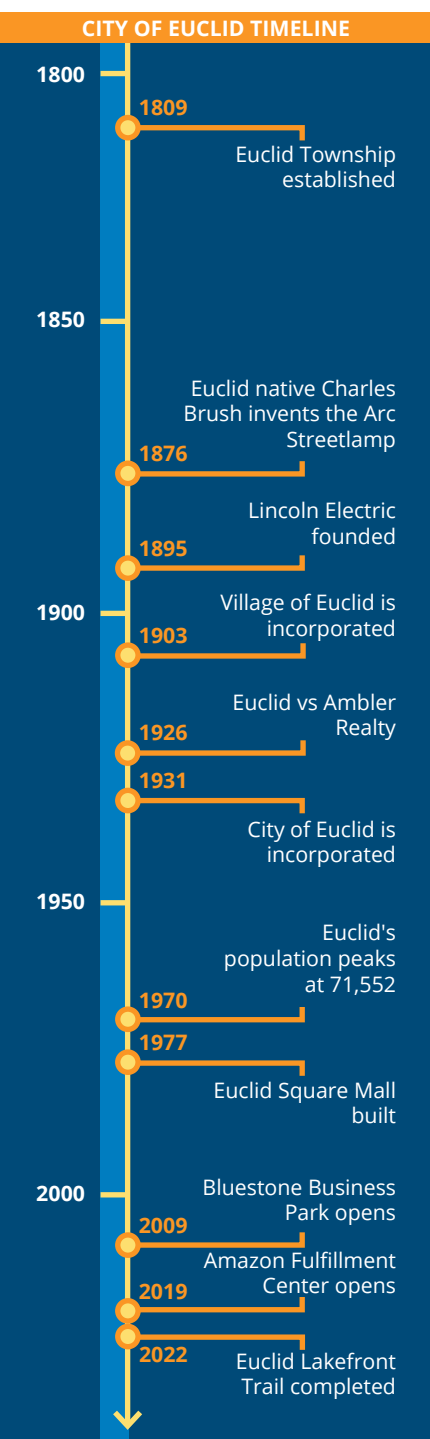 CITY OF EUCLID TIMELINE
1800
1809
Euclid Township
established
1850
Euclid native Charles
Brush invents the Arc
Streetlamp
1876
Lincoln Electric
founded
1895
Village of Euclid is
incorporated
1900
1903
Euclid vs Ambler
Realty
1926
1931
City of Euclid is
incorporated
1950
Euclid's
population peaks
at 71,552
1970
1977
Euclid Square Mall
built
2000
Bluestone Business
Park opens
2009
Amazon Fulfillment
Center opens
2019
2022
Euclid Lakefront
Trail completed